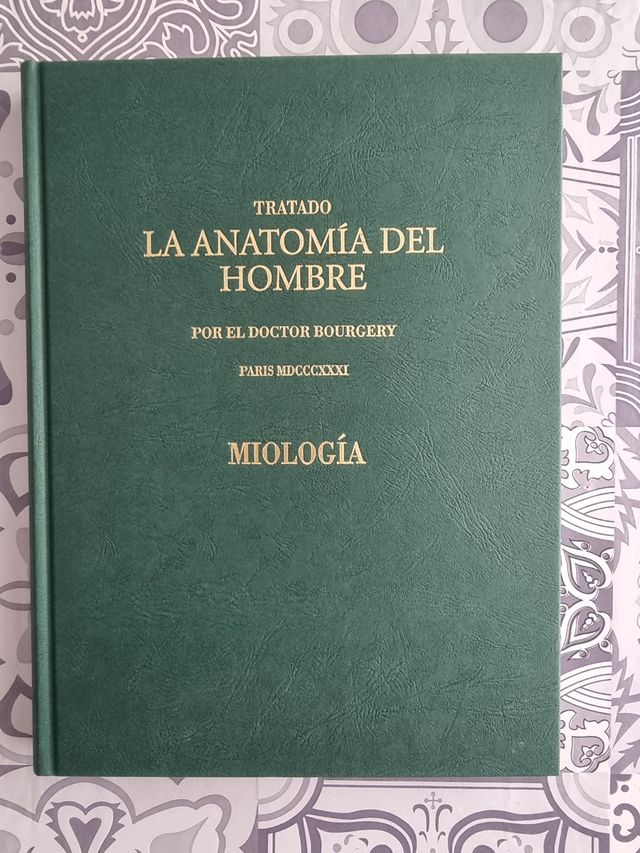 TRATADO
LA ANATOMÍA DEL
HOMBRE
POR EL DOCTOR BOURGERY
PARIS MDCCCXXXI
MIOLOGÍA